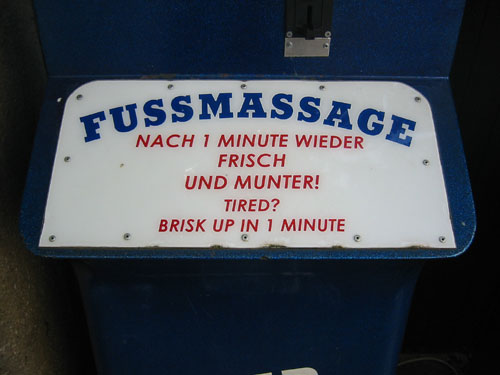 FUSSMASSAGE
NACH 1 MINUTE WIEDER
FRISCH
UND MUNTER!
TIRED?
BRISK UP IN 1 MINUTE